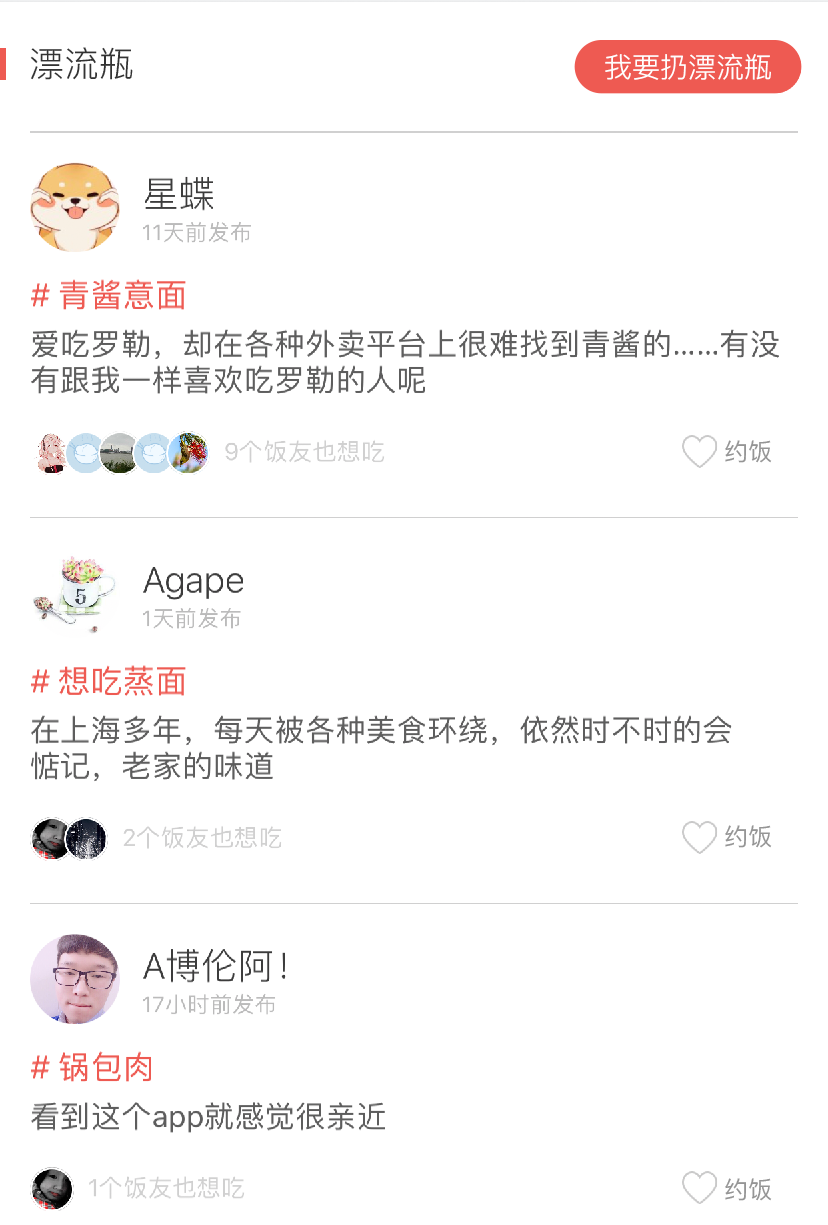 漂流瓶
我要扔漂流瓶
星蝶
11天前发布
# 青酱意面
爱吃罗勒，却在各种外卖平台上很难找到青酱的……有没
有跟我一样喜欢吃罗勒的人呢
9个饭友也想吃
约饭
5
Agape
1天前发布
# 想吃蒸面
在上海多年，每天被各种美食环绕，依然时不时的会
惦记，老家的味道
2个饭友也想吃
约饭
A博伦阿！
17小时前发布
# 锅包肉
看到这个app就感觉很亲近
1个饭友也想吃
约饭